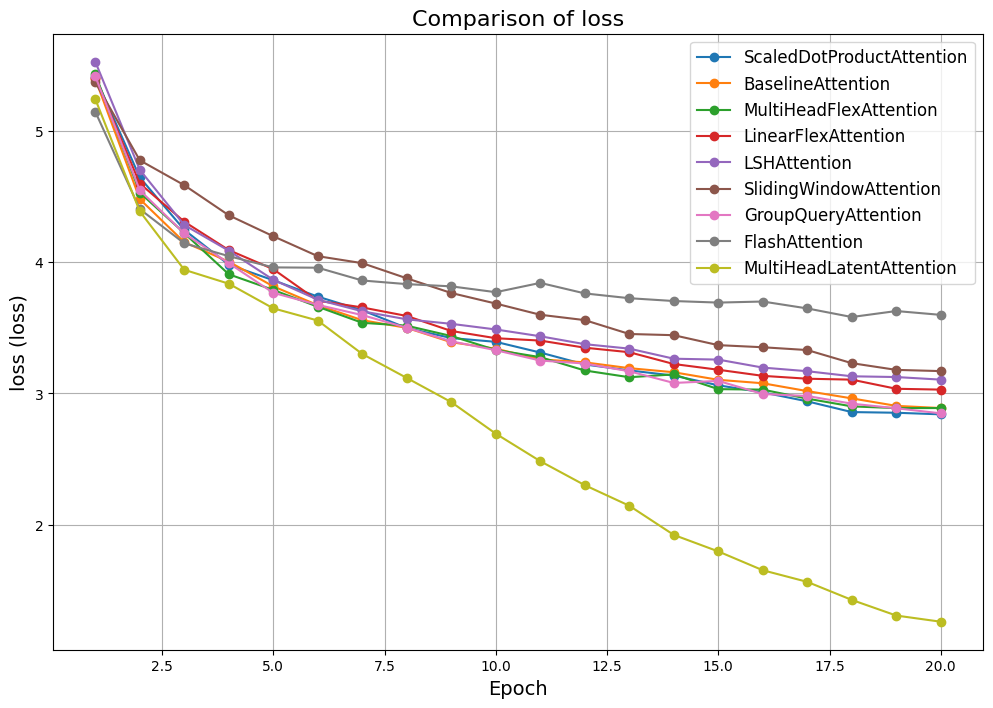 Comparison of loss
ScaledDotProductAttention
BaselineAttention
MultiHeadFlexAttention
LinearFlexAttention
LSHAttention
SlidingWindowAttention
GroupQueryAttention
FlashAttention
MultiHeadLatentAttention
loss (loss)
5
4
3
2
2.5 5.0 7.5 10.0 12.5 15.0 17.5 20.0
Epoch